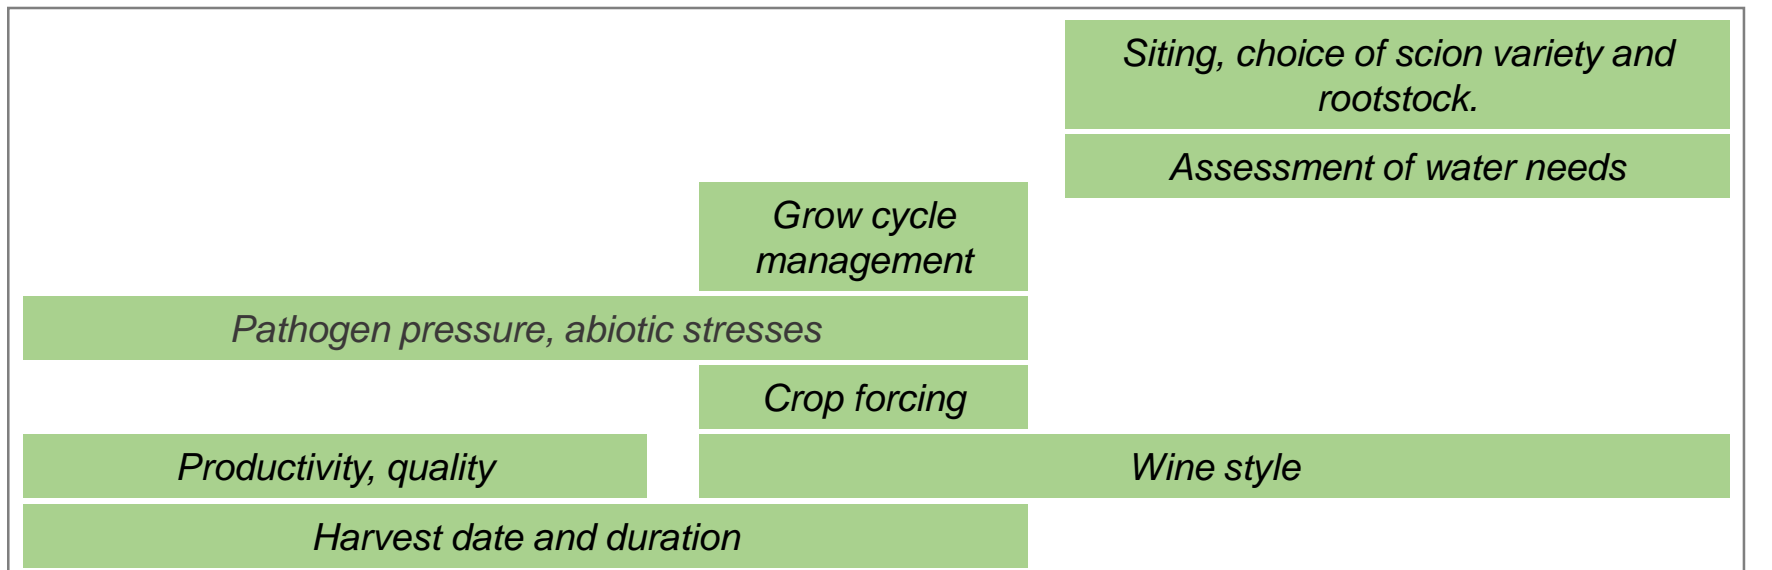 Siting, choice of scion variety and
rootstock.
Assessment of water needs
Grow cycle
management
Pathogen pressure, abiotic stresses
Crop forcing
Productivity, quality
Wine style
Harvest date and duration